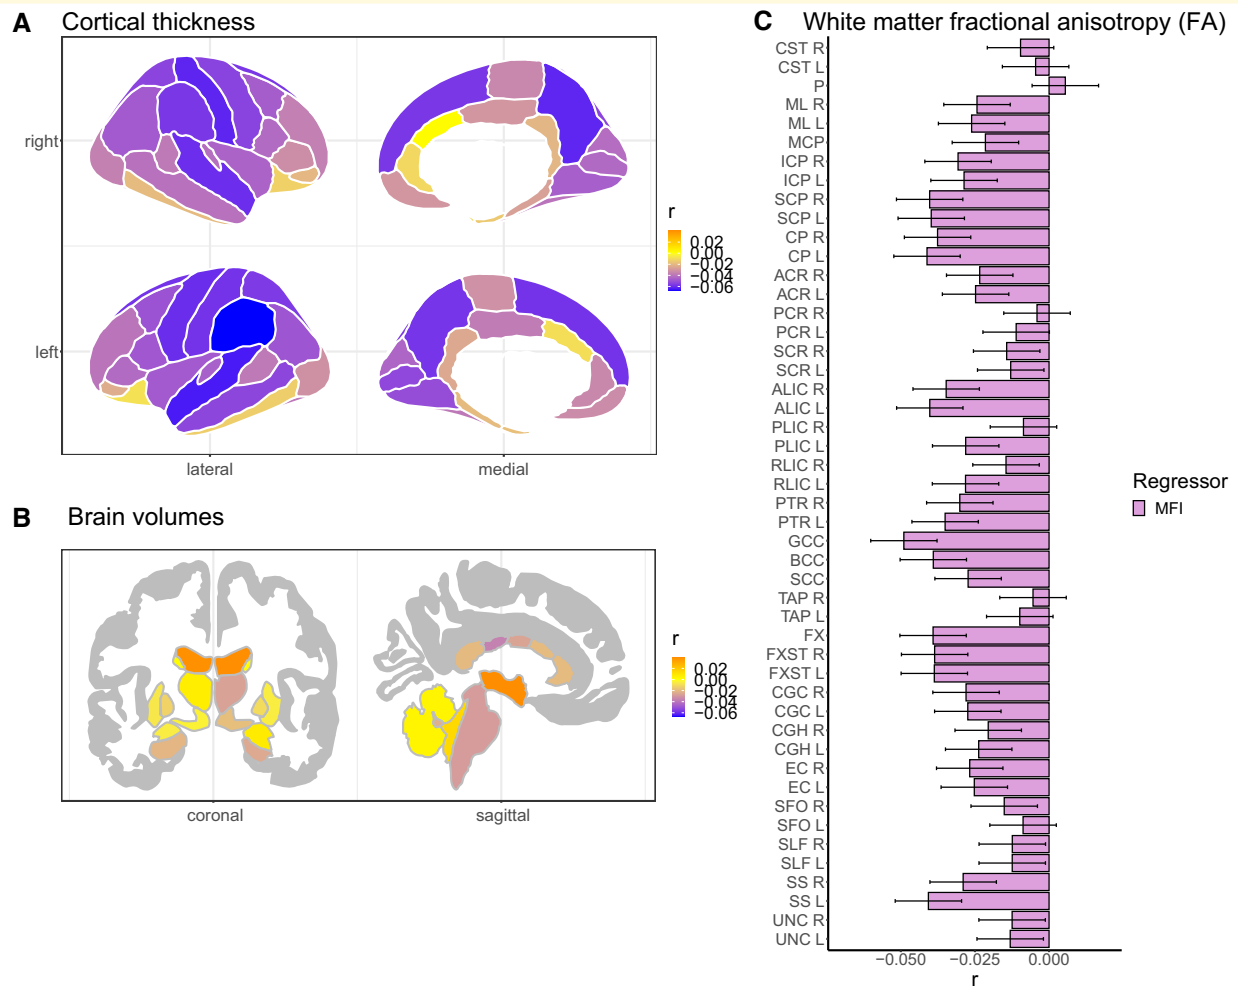 A Cortical thickness
right
left
lateral
medial
r
0.02
0.00
−0.02
−0.04
−0.06
B Brain volumes
coronal
sagittal
r
0.02
0.00
−0.02
−0.04
−0.06
C White matter fractional anisotropy (FA)
CST R
CST L
P
ML R
ML L
MCP
ICP R
ICP L
SCP R
SCP L
CP R
CP L
ACR R
ACR L
PCR R
PCR L
SCR R
SCR L
ALIC R
ALIC L
PLIC R
PLIC L
RLIC R
RLIC L
PTR R
PTR L
GCC
BCC
SCC
TAP R
TAP L
FX
FXST R
FXST L
CGC R
CGC L
CGH R
CGH L
EC R
EC L
SFO R
SFO L
SLF R
SLF L
SS R
SS L
UNC R
UNC L
−0.050 −0.025 0.000
r
Regressor
MFI